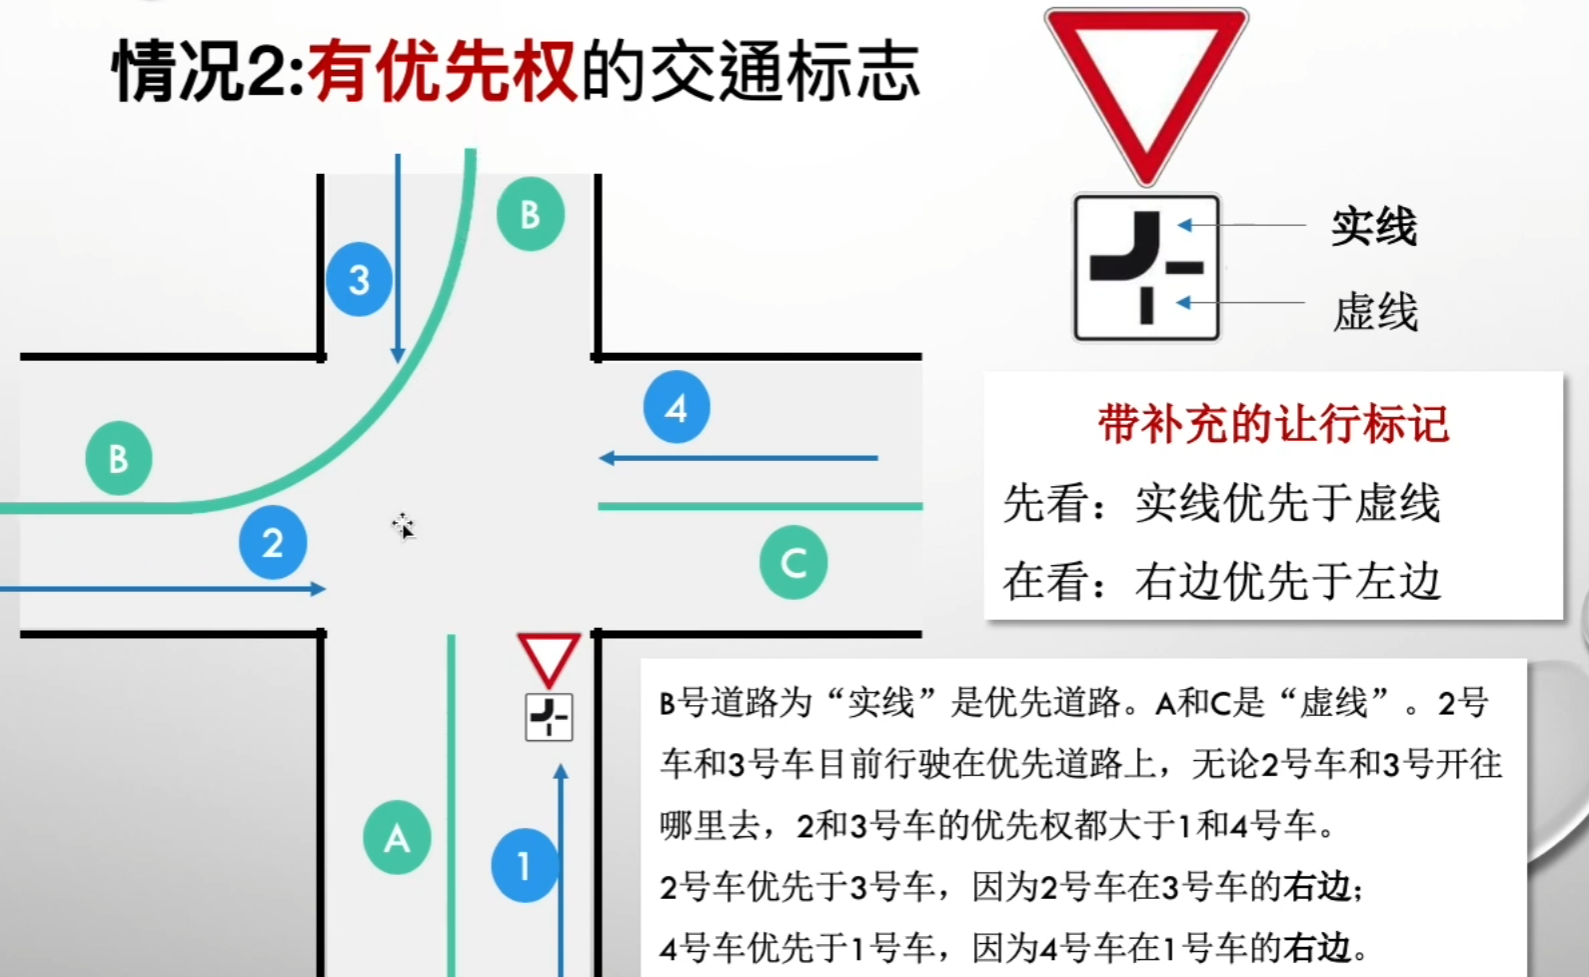 情况2:有优先权的交通标志
B
3
实线
虚线
4
B
2
C
带补充的让行标记
先看：实线优先于虚线
在看：右边优先于左边
A
1
B号道路为“实线”是优先道路。A和C是“虚线”。2号
车和3号车目前行驶在优先道路上，无论2号车和3号开往
哪里去，2和3号车的优先权都大于1和4号车。
2号车优先于3号车，因为2号车在3号车的右边；
4号车优先于1号车，因为4号车在1号车的右边。